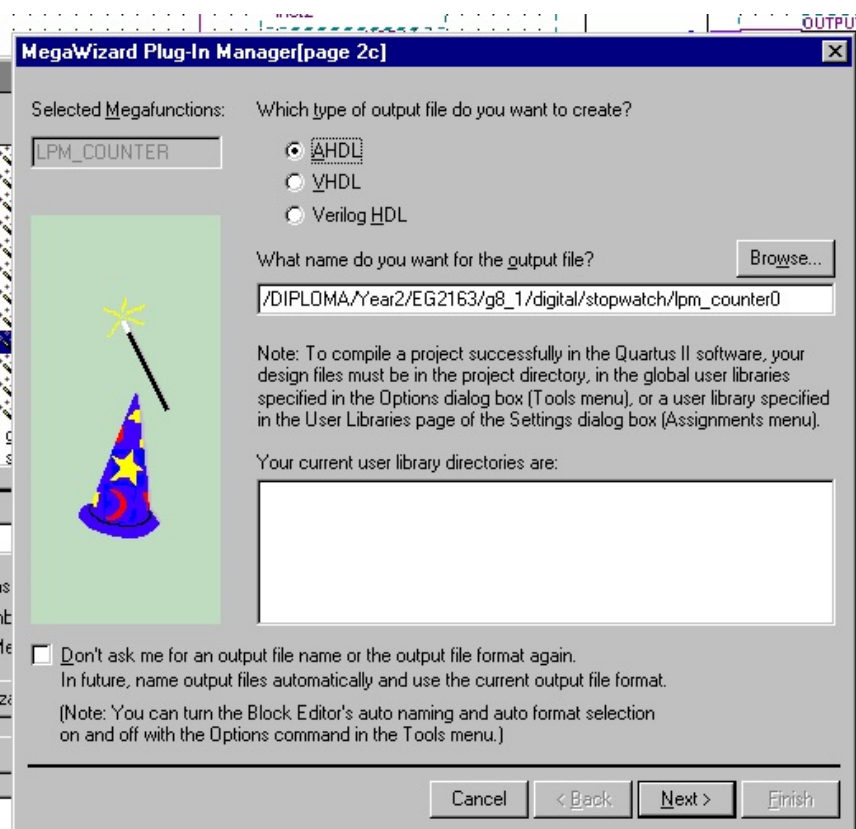 inst2
OUTPU
MegaWizard Plug-In Manager[page 2c]
Selected Megafunctions:
LPM_COUNTER
Which type of output file do you want to create?
AHDL
VHDL
Verilog HDL
What name do you want for the output file?
Browse...
/DIPLOMA/Year2/EG2163/g8_1/digital/stopwatch/lpm_counter0
Note: To compile a project successfully in the Quartus II software, your
design files must be in the project directory, in the global user libraries
specified in the Options dialog box (Tools menu), or a user library specified
in the User Libraries page of the Settings dialog box (Assignments menu).
Your current user library directories are:
Don't ask me for an output file name or the output file format again.
In future, name output files automatically and use the current output file format.
(Note: You can turn the Block Editor's auto naming and auto format selection
on and off with the Options command in the Tools menu.)
Cancel
< Back
Next >
Finish